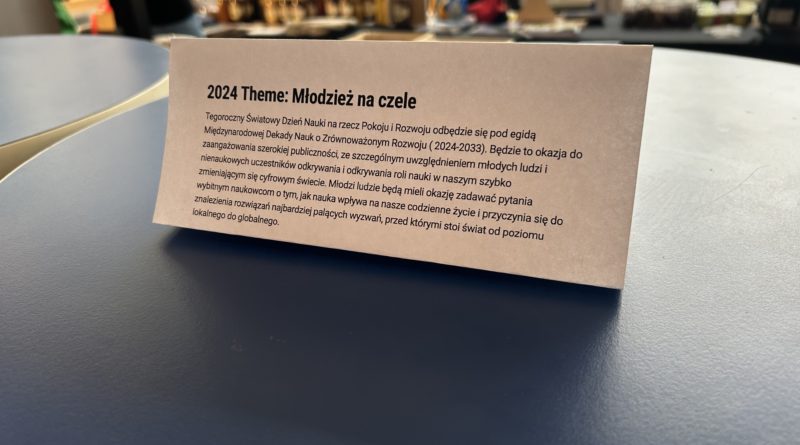 2024 Theme: Młodzież na czele
Tegoroczny Światowy Dzień Nauki na rzecz Pokoju i Rozwoju odbędzie się pod egidą
Międzynarodowej Dekady Nauk o Zrównoważonym Rozwoju ( 2024-2033). Będzie to okazja do
zaangażowania szerokiej publiczności, ze szczególnym uwzględnieniem młodych ludzi i
nienaukowych uczestników odkrywania i odkrywania roli nauki w naszym szybko
zmieniającym się cyfrowym świecie. Młodzi ludzie będą mieli okazję zadawać pytania
wybitnym naukowcom o tym, jak nauka wpływa na nasze codzienne życie i przyczynia się do
znalezienia rozwiązań najbardziej palących wyzwań, przed którymi stoi świat od poziomu
lokalnego do globalnego.